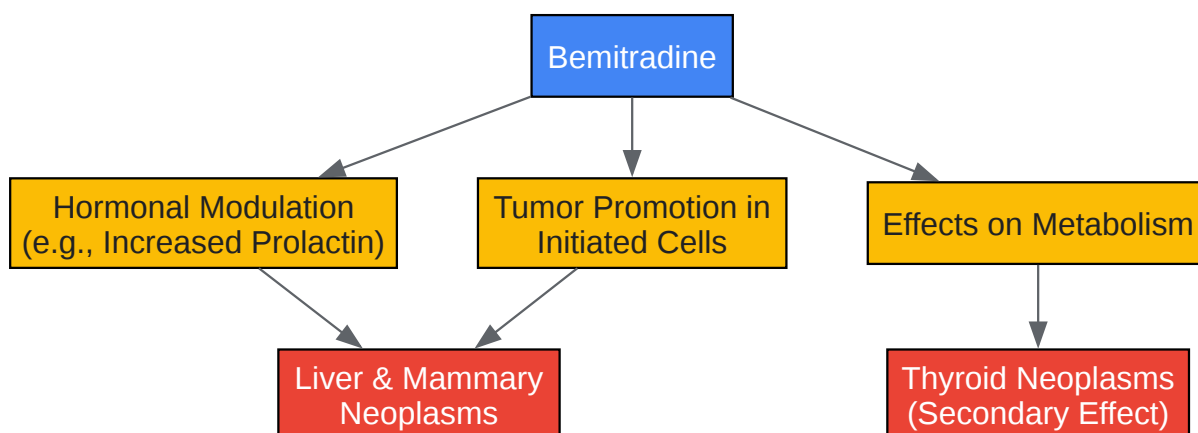 Bemitradine
Hormonal Modulation
(e.g., Increased Prolactin)
Tumor Promotion in
Initiated Cells
Effects on Metabolism
Liver & Mammary
Neoplasms
Thyroid Neoplasms
(Secondary Effect)